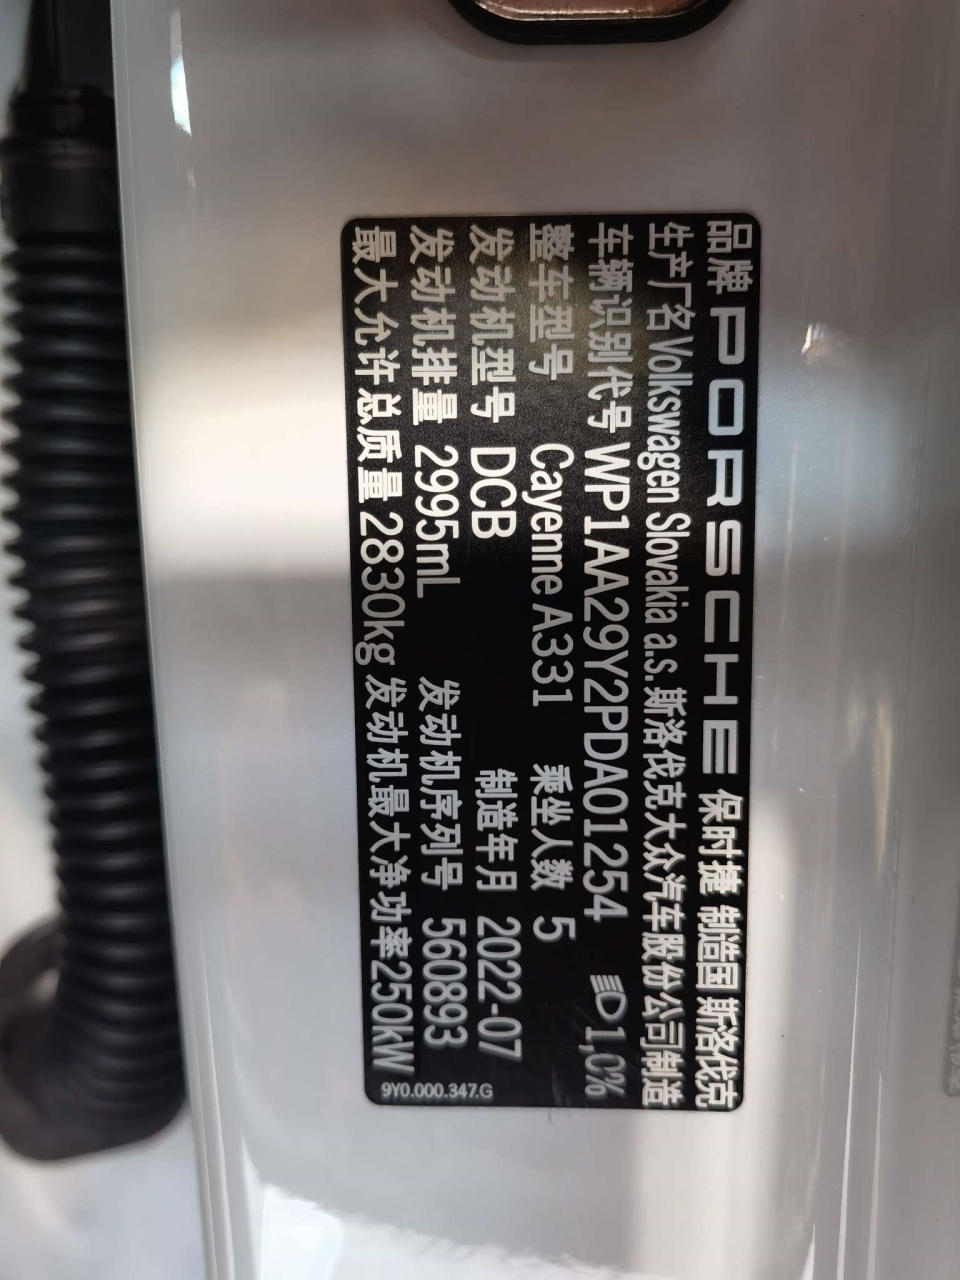 品牌 PORSCHE 保时捷 制造国 斯洛伐克
生产厂名 Volkswagen Slovakia a.s.斯洛伐克大众汽车股份公司制造
车辆识别代号 WP1AA29Y2PDA01254 1,0%
整车型号 Cayenne A331 乘坐人数 5
发动机型号 DCB 制造年月 2022-07
发动机排量 2995mL 发动机序列号 560893
最大允许总质量 2830kg 发动机最大净功率250kW
9Y0.000.347.G